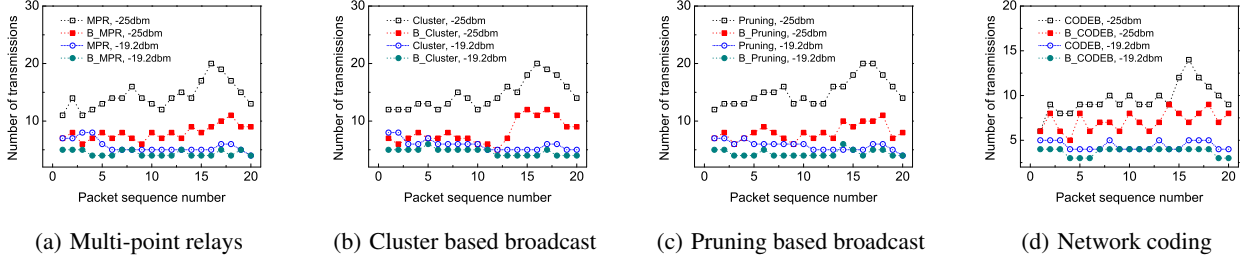 30
20
10
Number of transmissions
MPR, -25dbm
B_MPR, -25dbm
MPR, -19.2dbm
B_MPR, -19.2dbm
0 5 10 15 20
Packet sequence number
(a) Multi-point relays
30
20
10
Number of transmissions
Cluster, -25dbm
B_Cluster, -25dbm
Cluster, -19.2dbm
B_Cluster, -19.2dbm
0 5 10 15 20
Packet sequence number
(b) Cluster based broadcast
30
20
10
Number of transmissions
Pruning, -25dbm
B_Pruning, -25dbm
Pruning, -19.2dbm
B_Pruning, -19.2dbm
0 5 10 15 20
Packet sequence number
(c) Pruning based broadcast
20
15
10
5
Number of transmissions
CODEB, -25dbm
B_CODEB, -25dbm
CODEB, -19.2dbm
B_CODEB, -19.2dbm
0 5 10 15 20
Packet sequence number
(d) Network coding